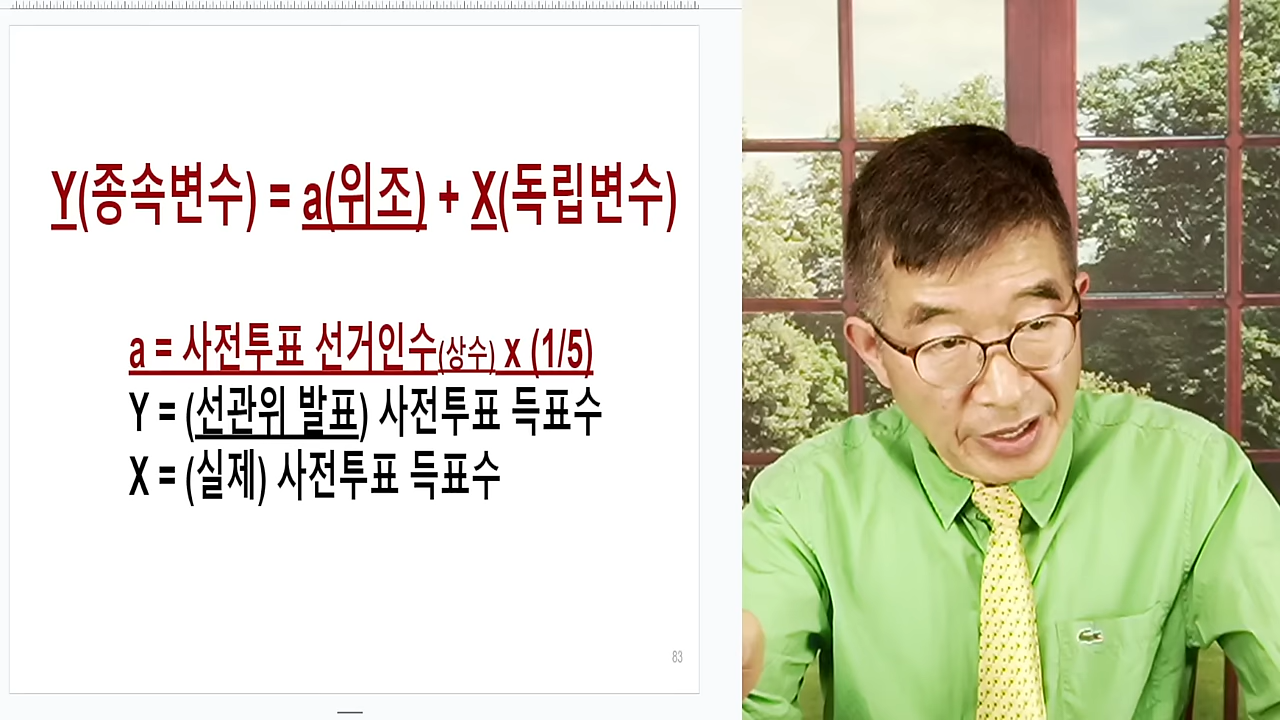 Y(종속변수) = a(위조) + X(독립변수)
a = 사전투표 선거인수(상수) x (1/5)
Y = (선관위 발표) 사전투표 득표수
X = (실제) 사전투표 득표수
83